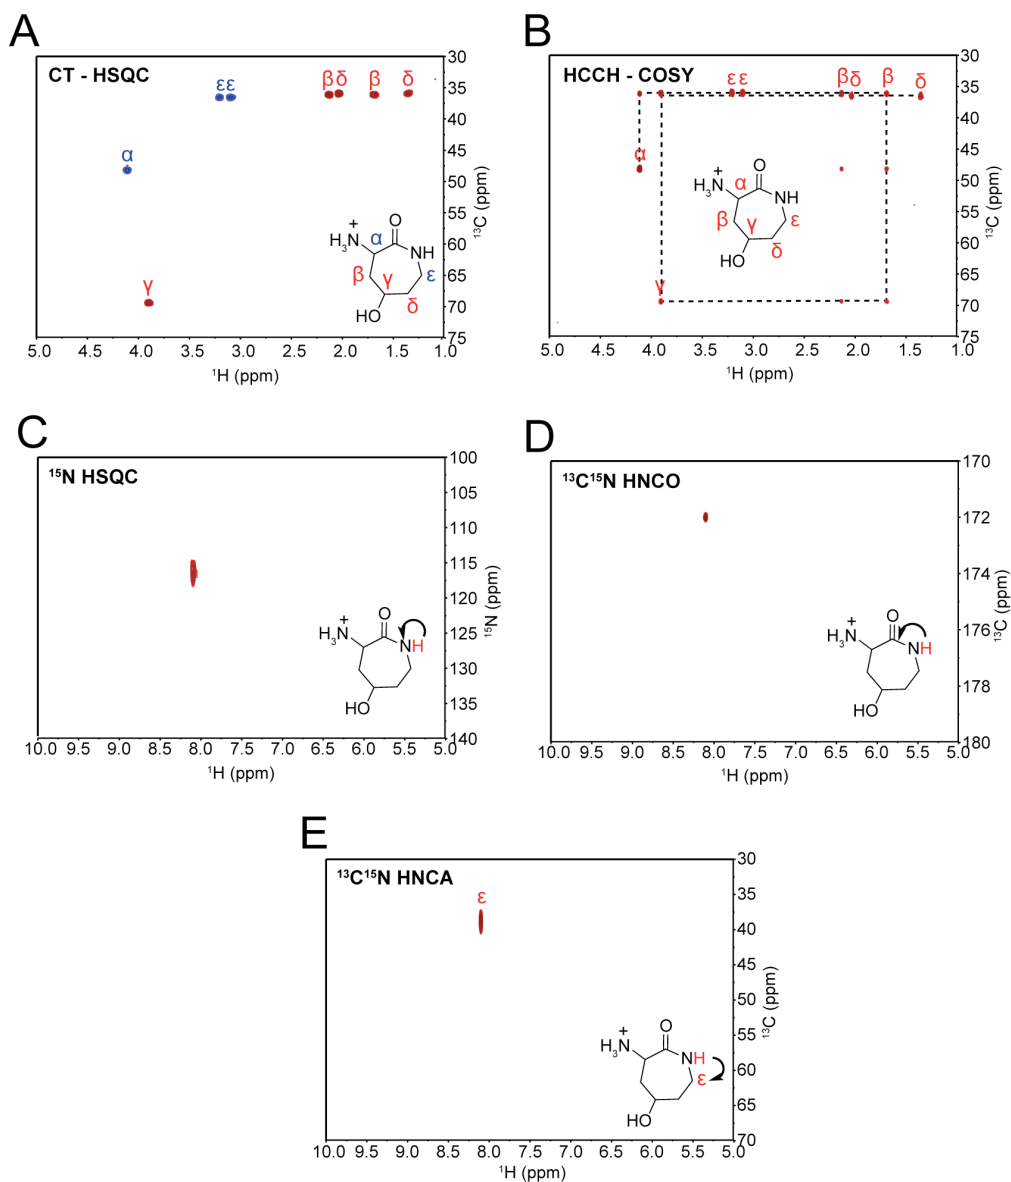 A
CT - HSQC
εε
β δ β δ
α
γ
30
35
40
45
50
55
60
65
70
75
¹³C (ppm)
5.0 4.5 4.0 3.5 3.0 2.5 2.0 1.5 1.0
¹H (ppm)
+
H₃N
O
α
NH
β
γ
ε
δ
HO
B
HCCH - COSY
ε ε
β δ β δ
α
γ
30
35
40
45
50
55
60
65
70
75
¹³C (ppm)
5.0 4.5 4.0 3.5 3.0 2.5 2.0 1.5 1.0
¹H (ppm)
+
H₃N
O
α
NH
β
γ
ε
δ
HO
C
¹⁵N HSQC
100
105
110
115
120
125
130
135
140
¹⁵N (ppm)
10.0 9.5 9.0 8.5 8.0 7.5 7.0 6.5 6.0 5.5 5.0
¹H (ppm)
+
H₃N
O
NH
HO
D
¹³C¹⁵N HNCO
170
172
174
176
178
180
¹³C (ppm)
10.0 9.5 9.0 8.5 8.0 7.5 7.0 6.5 6.0 5.5 5.0
¹H (ppm)
+
H₃N
O
NH
HO
E
¹³C¹⁵N HNCA
ε
30
35
40
45
50
55
60
65
70
¹³C (ppm)
10.0 9.5 9.0 8.5 8.0 7.5 7.0 6.5 6.0 5.5 5.0
¹H (ppm)
+
H₃N
O
NH
ε
HO